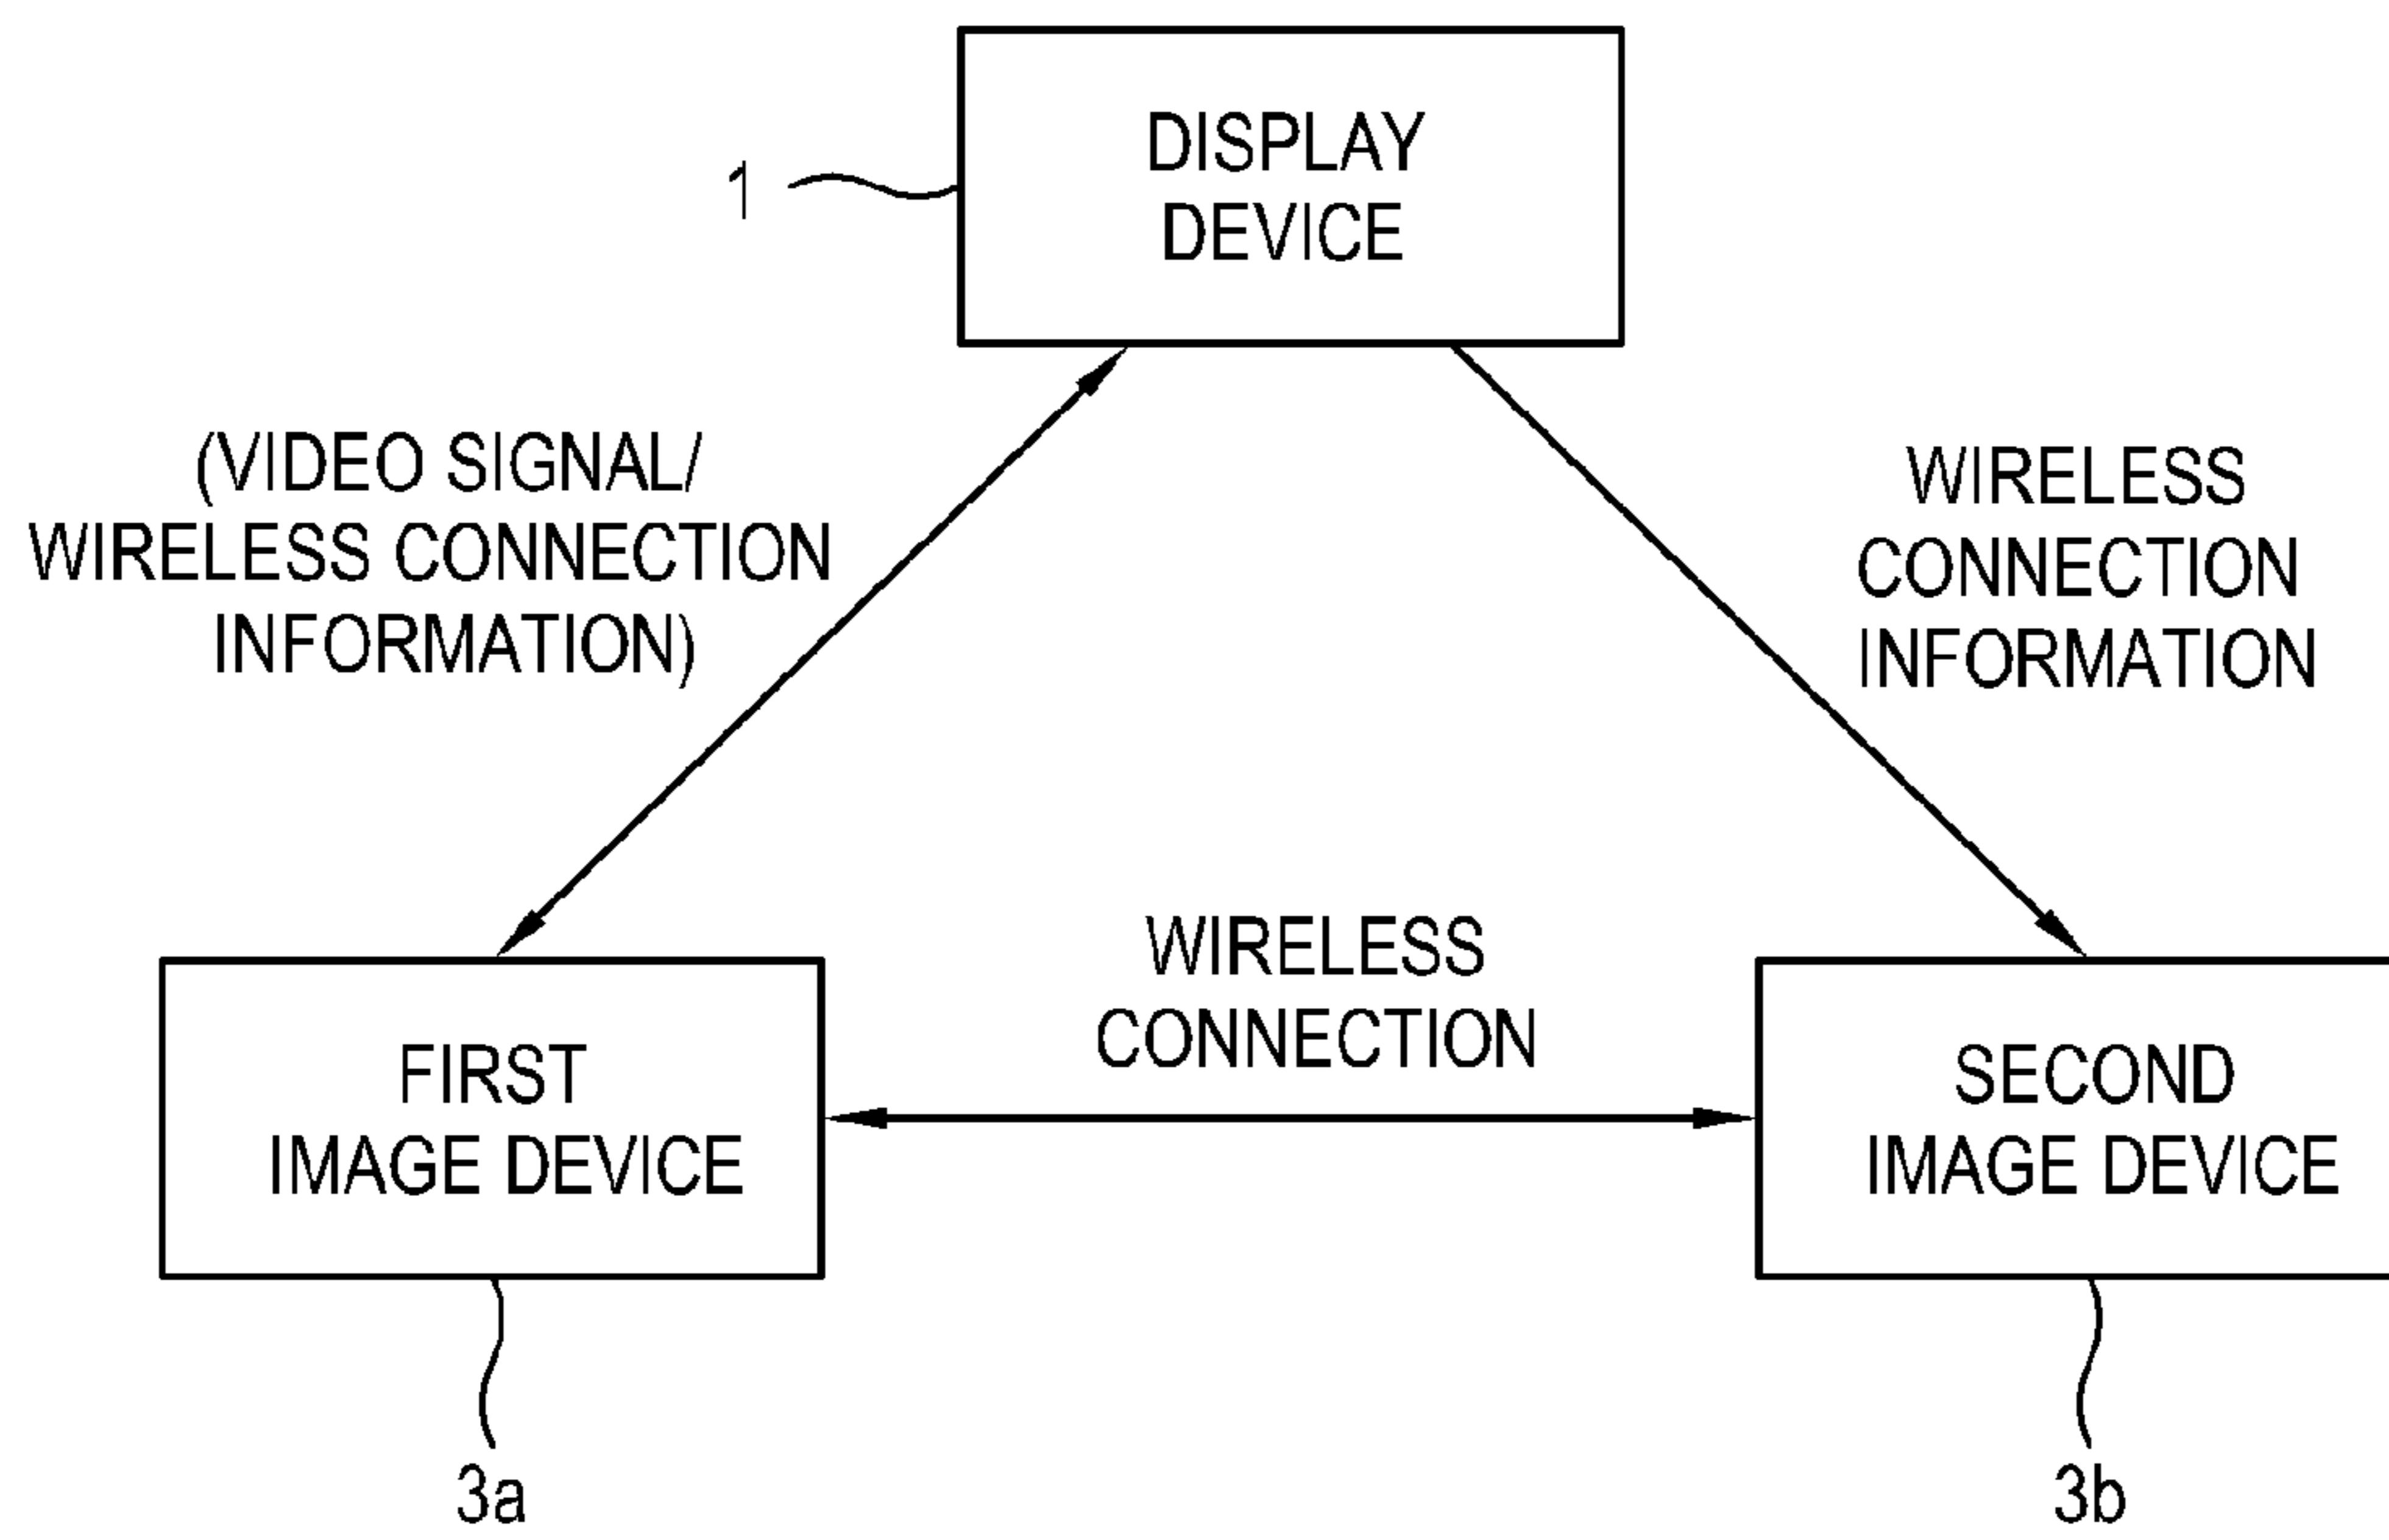 DISPLAY
DEVICE
1
(VIDEO SIGNAL/
WIRELESS CONNECTION
INFORMATION)
WIRELESS
CONNECTION
INFORMATION
WIRELESS
CONNECTION
FIRST
IMAGE DEVICE
SECOND
IMAGE DEVICE
3a
3b